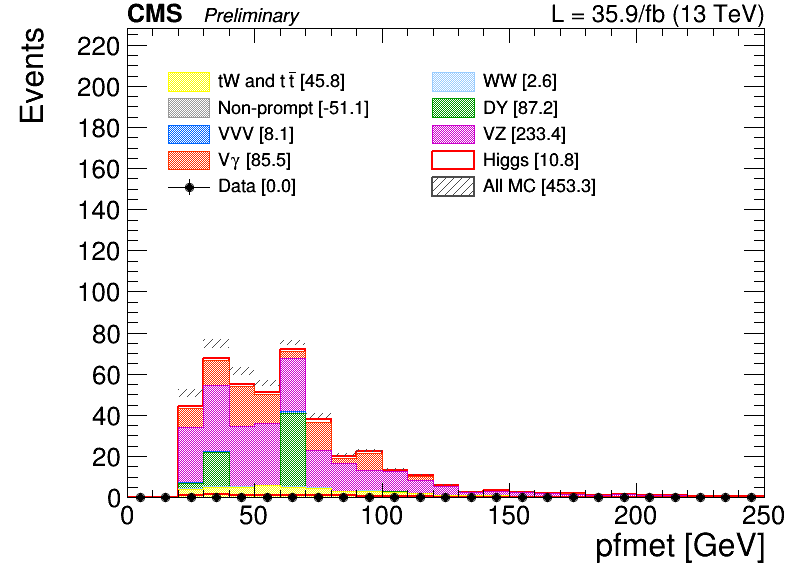 CMS Preliminary L = 35.9/fb (13 TeV)
Events
220
200
180
160
140
120
100
80
60
40
20
0
tW and t t̄ [45.8]
Non-prompt [-51.1]
VVV [8.1]
Vγ [85.5]
Data [0.0]
WW [2.6]
DY [87.2]
VZ [233.4]
Higgs [10.8]
All MC [453.3]
0 50 100 150 200 250
pfmet [GeV]